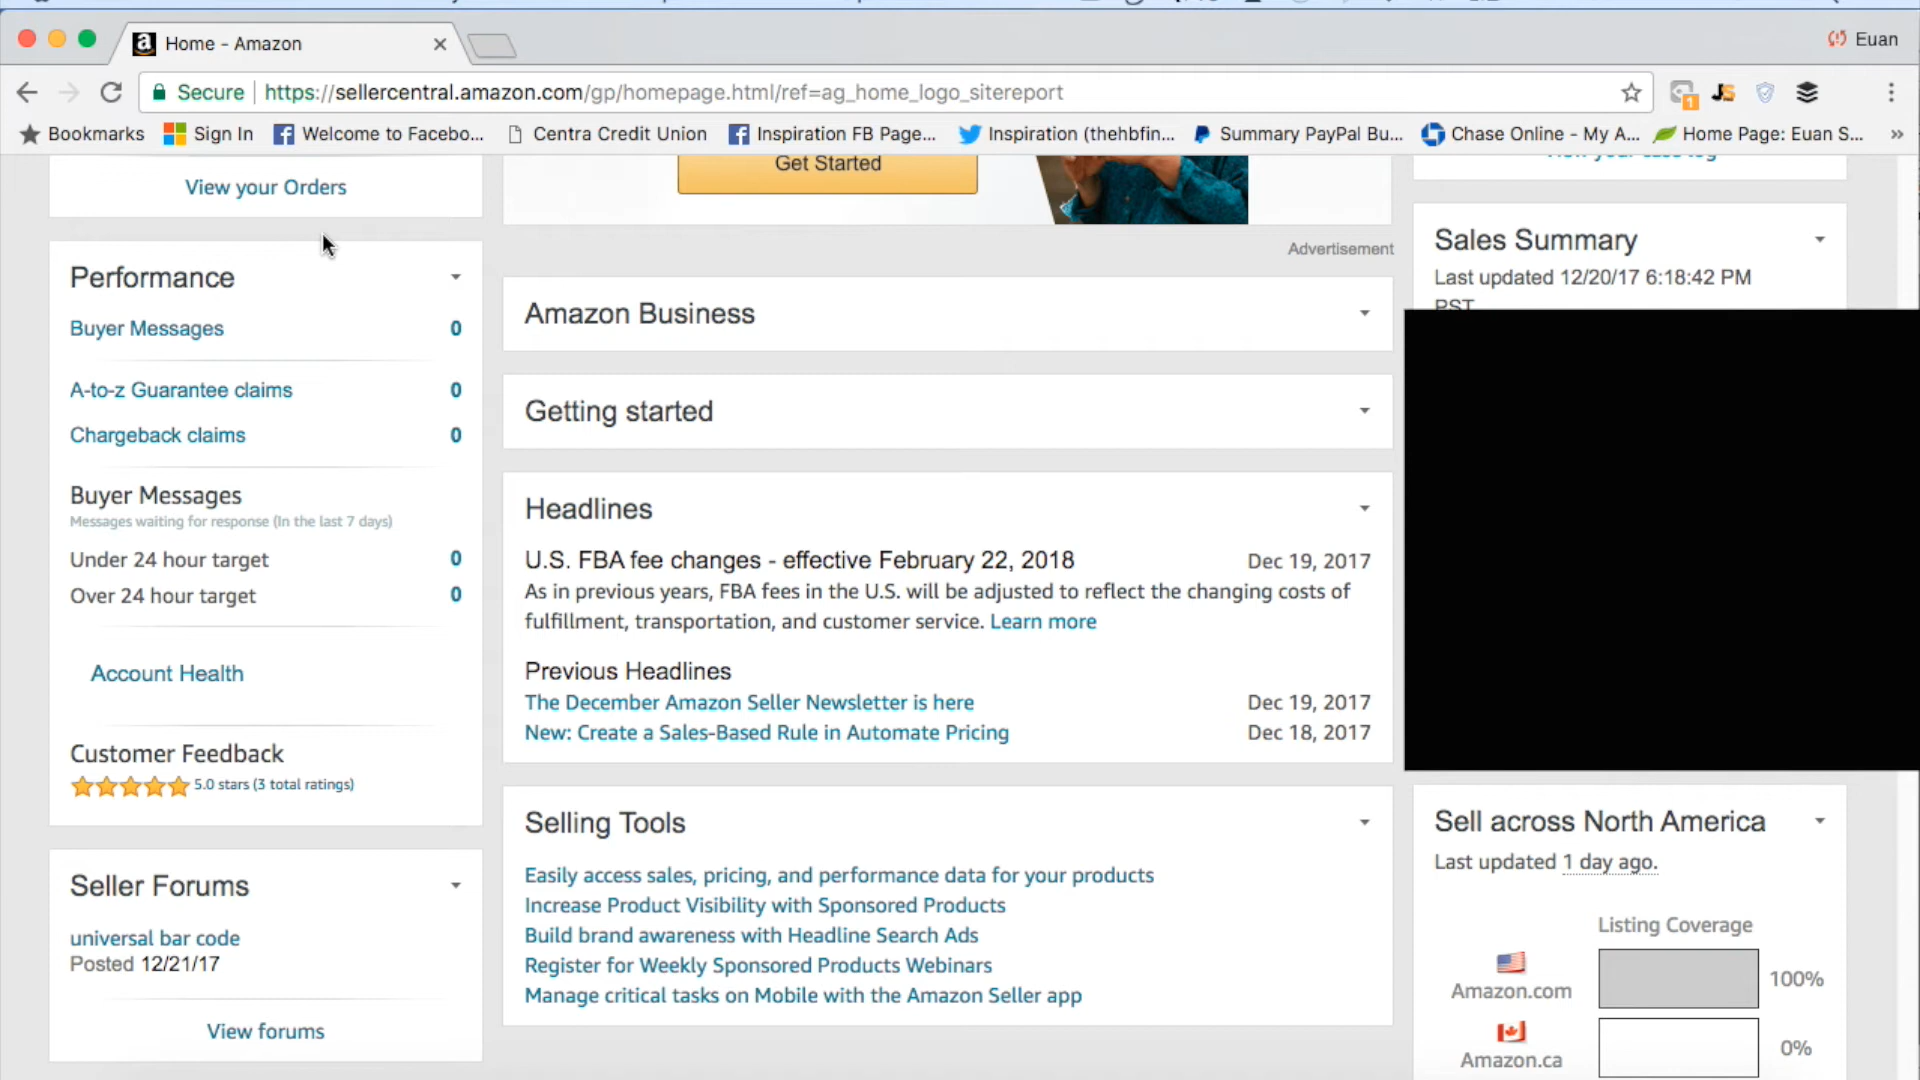 Home - Amazon
Euan
Secure
https://sellercentral.amazon.com/gp/homepage.html/ref=ag_home_logo_sitereport
1
JS
Bookmarks
Sign In
Welcome to Facebo...
Centra Credit Union
Inspiration FB Page...
Inspiration (thehbfin...
Summary PayPal Bu...
Chase Online - My A...
Home Page: Euan S...
View your Orders
Performance
Buyer Messages 0
A-to-z Guarantee claims 0
Chargeback claims 0
Buyer Messages
Messages waiting for response (In the last 7 days)
Under 24 hour target 0
Over 24 hour target 0
Account Health
Customer Feedback
5.0 stars (3 total ratings)
Seller Forums
universal bar code
Posted 12/21/17
View forums
Get Started
Advertisement
Amazon Business
Getting started
Headlines
U.S. FBA fee changes - effective February 22, 2018 Dec 19, 2017
As in previous years, FBA fees in the U.S. will be adjusted to reflect the changing costs of
fulfillment, transportation, and customer service. Learn more
Previous Headlines
The December Amazon Seller Newsletter is here Dec 19, 2017
New: Create a Sales-Based Rule in Automate Pricing Dec 18, 2017
Selling Tools
Easily access sales, pricing, and performance data for your products
Increase Product Visibility with Sponsored Products
Build brand awareness with Headline Search Ads
Register for Weekly Sponsored Products Webinars
Manage critical tasks on Mobile with the Amazon Seller app
Sales Summary
Last updated 12/20/17 6:18:42 PM
PST
Sell across North America
Last updated 1 day ago.
Listing Coverage
Amazon.com 100%
Amazon.ca 0%